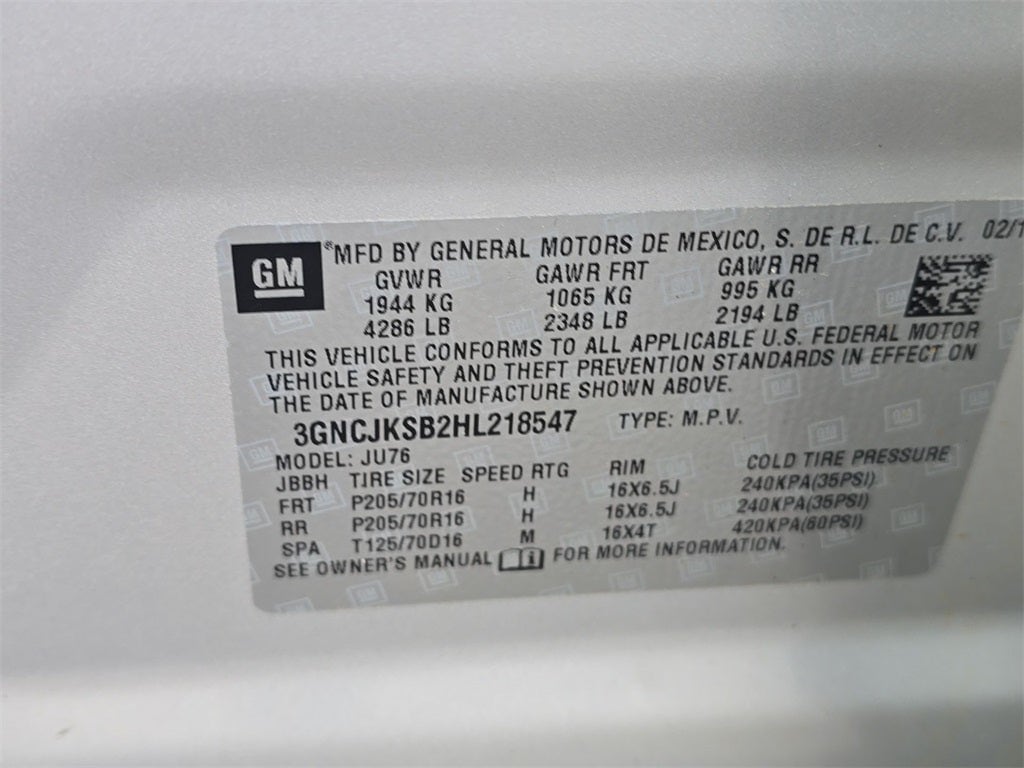 GM ®MFD BY GENERAL MOTORS DE MEXICO, S. DE R.L. DE C.V. 02/1
GVWR GAWR FRT GAWR RR
1944 KG 1065 KG 995 KG
4286 LB 2348 LB 2194 LB
THIS VEHICLE CONFORMS TO ALL APPLICABLE U.S. FEDERAL MOTOR
VEHICLE SAFETY AND THEFT PREVENTION STANDARDS IN EFFECT ON
THE DATE OF MANUFACTURE SHOWN ABOVE.
3GNCJKSB2HL218547 TYPE: M.P.V.
MODEL: JU76
JBBH TIRE SIZE SPEED RTG RIM COLD TIRE PRESSURE
FRT P205/70R16 H 16X6.5J 240KPA(35PSI)
RR P205/70R16 H 16X6.5J 240KPA(35PSI)
SPA T125/70D16 M 16X4T 420KPA(60PSI)
SEE OWNER'S MANUAL FOR MORE INFORMATION.